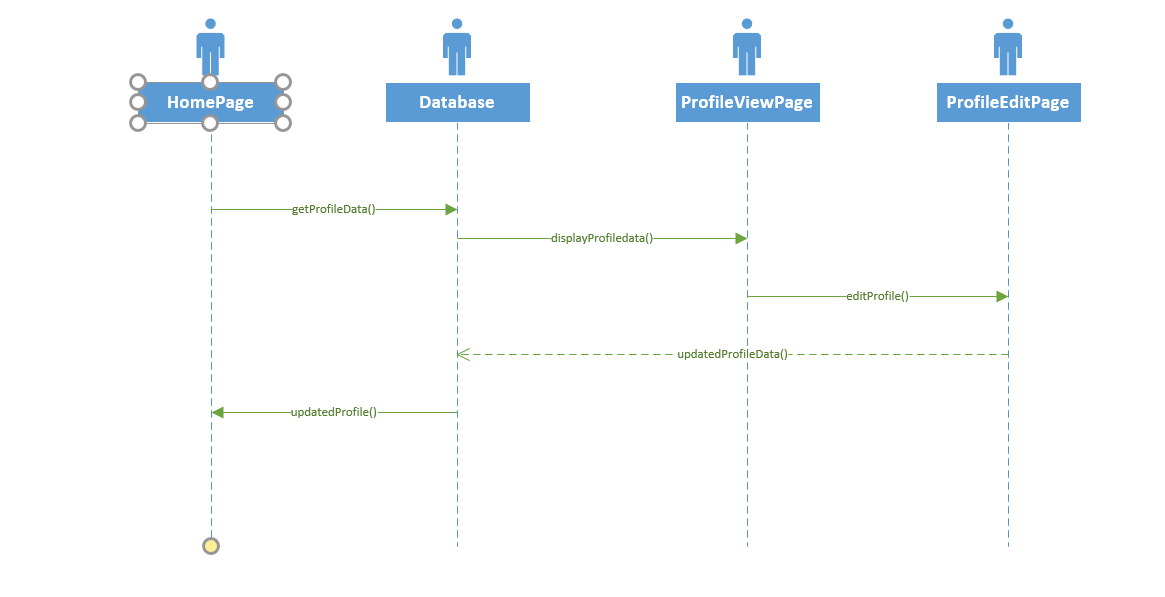 HomePage
Database
ProfileViewPage
ProfileEditPage
getProfileData()
displayProfiledata()
editProfile()
updatedProfileData()
updatedProfile()